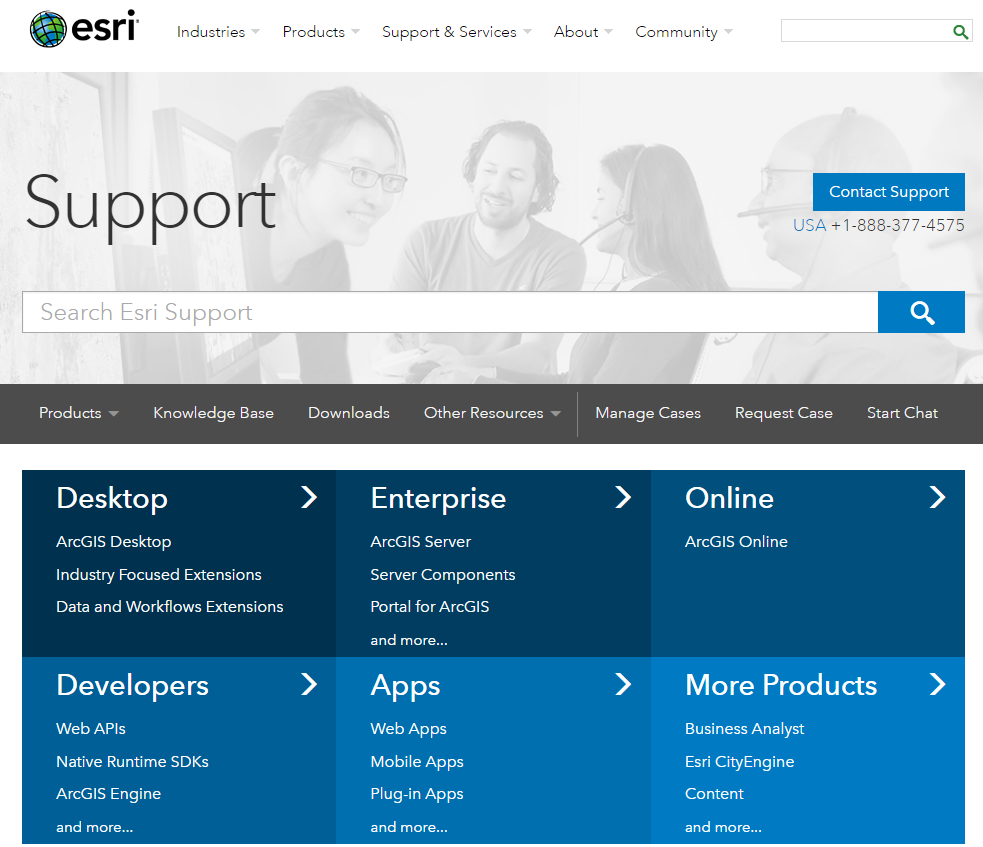 esri
Industries Products Support & Services About Community
Support
Contact Support
USA +1-888-377-4575
Search Esri Support
Products Knowledge Base Downloads Other Resources Manage Cases Request Case Start Chat
Desktop
ArcGIS Desktop
Industry Focused Extensions
Data and Workflows Extensions
Enterprise
ArcGIS Server
Server Components
Portal for ArcGIS
and more...
Online
ArcGIS Online
Developers
Web APIs
Native Runtime SDKs
ArcGIS Engine
and more...
Apps
Web Apps
Mobile Apps
Plug-in Apps
and more...
More Products
Business Analyst
Esri CityEngine
Content
and more...